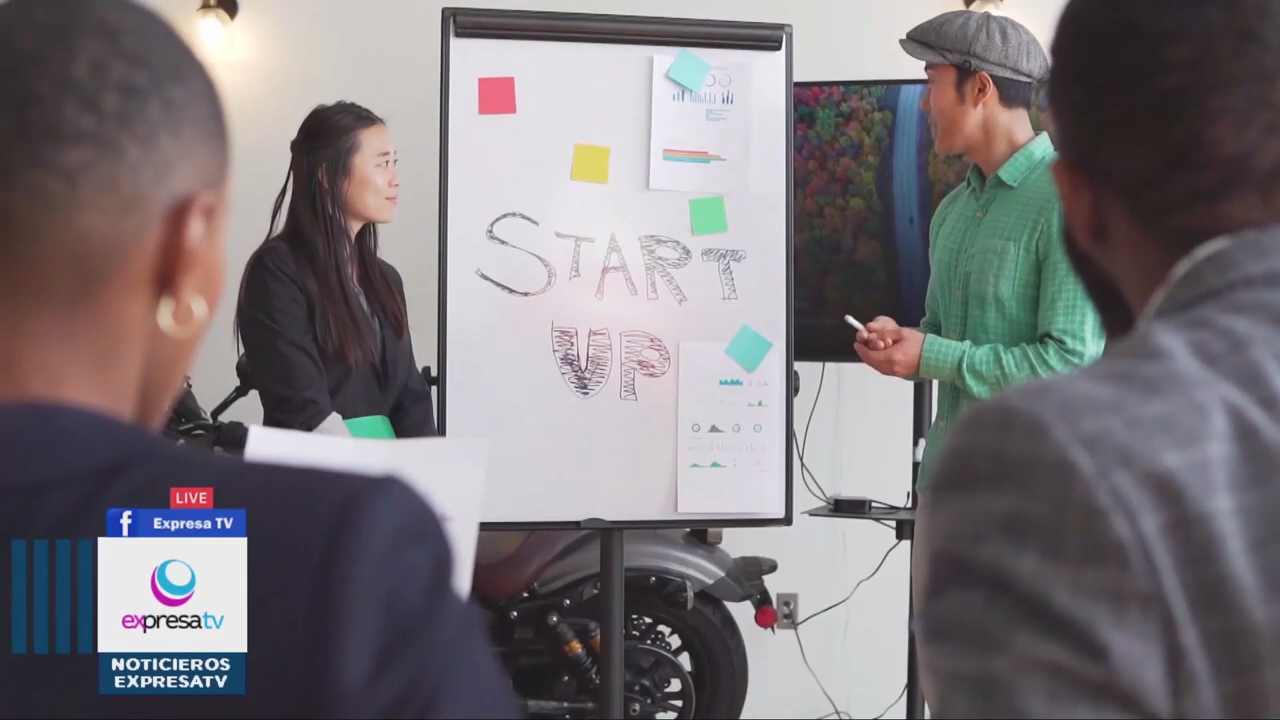 START
UP
LIVE
f Expresa TV
expresatv
NOTICIEROS
EXPRESATV